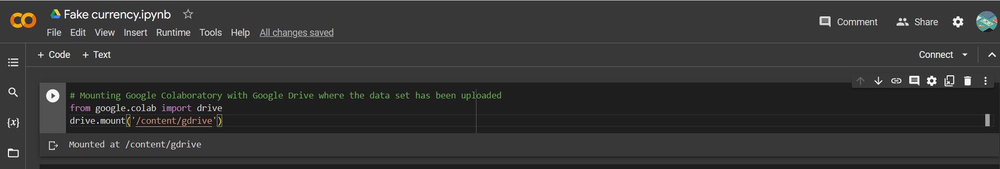 Fake currency.ipynb
File Edit View Insert Runtime Tools Help All changes saved
Comment Share
+ Code + Text
Connect
# Mounting Google Colaboratory with Google Drive where the data set has been uploaded
from google.colab import drive
drive.mount('/content/gdrive')
{x}
Mounted at /content/gdrive